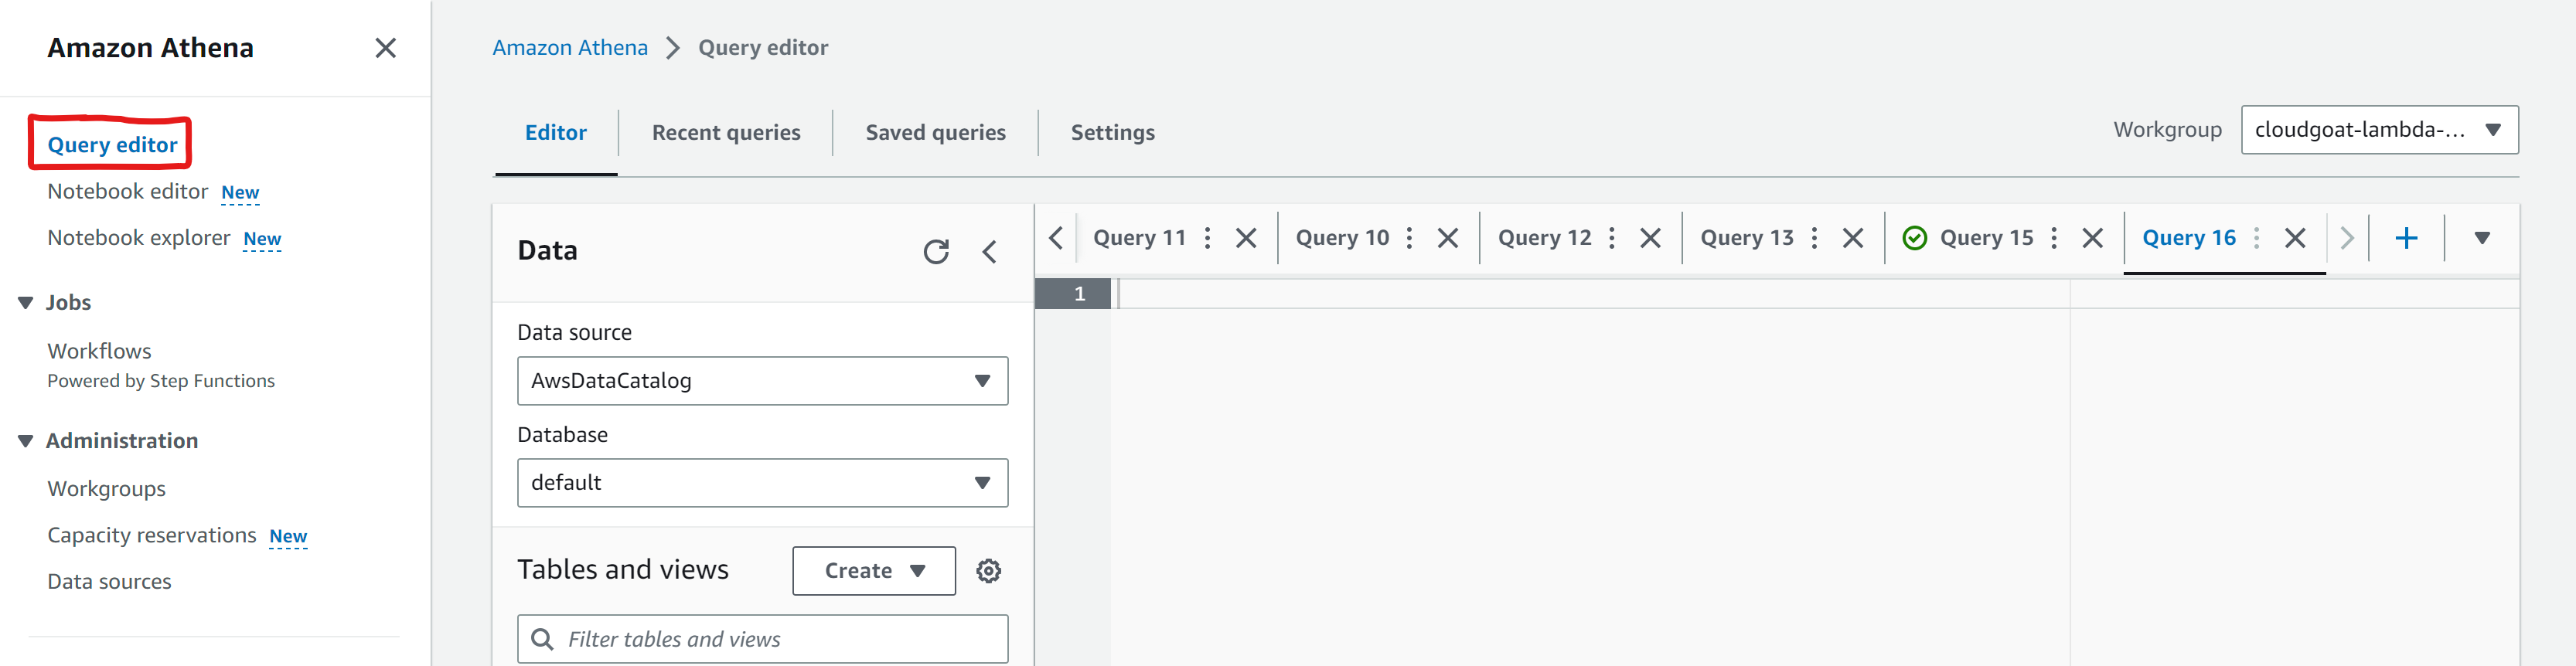 Amazon Athena
Query editor
Notebook editor New
Notebook explorer New
Jobs
Workflows
Powered by Step Functions
Administration
Workgroups
Capacity reservations New
Data sources
Amazon Athena > Query editor
Editor Recent queries Saved queries Settings
Workgroup cloudgoat-lambda-...
Data
Data source
AwsDataCatalog
Database
default
Tables and views Create
Filter tables and views
Query 11 Query 10 Query 12 Query 13 Query 15 Query 16
1